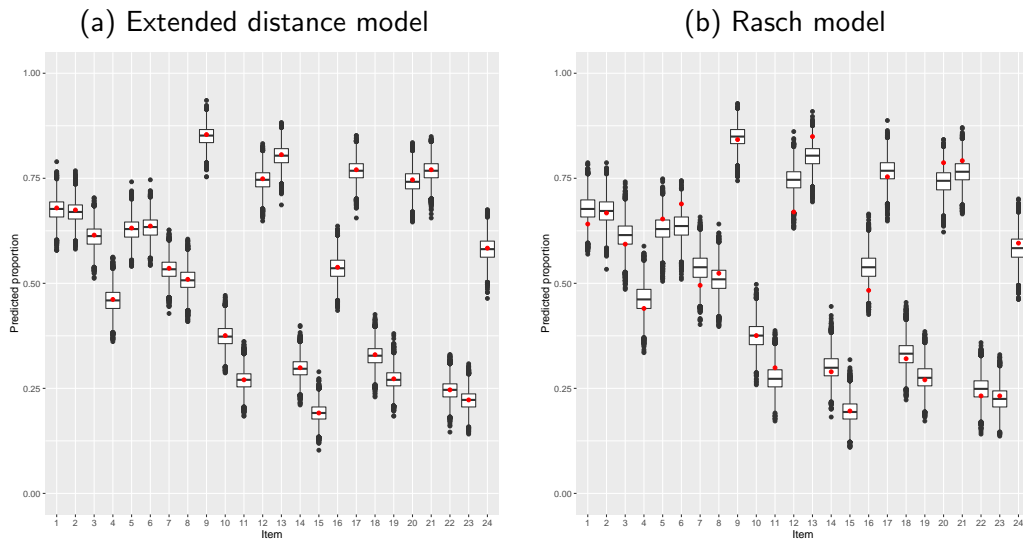 (a) Extended distance model
(b) Rasch model
Predicted proportion
1.00
0.75
0.50
0.25
0.00
1 2 3 4 5 6 7 8 9 10 11 12 13 14 15 16 17 18 19 20 21 22 23 24
Item
Predicted proportion
1.00
0.75
0.50
0.25
0.00
1 2 3 4 5 6 7 8 9 10 11 12 13 14 15 16 17 18 19 20 21 22 23 24
Item